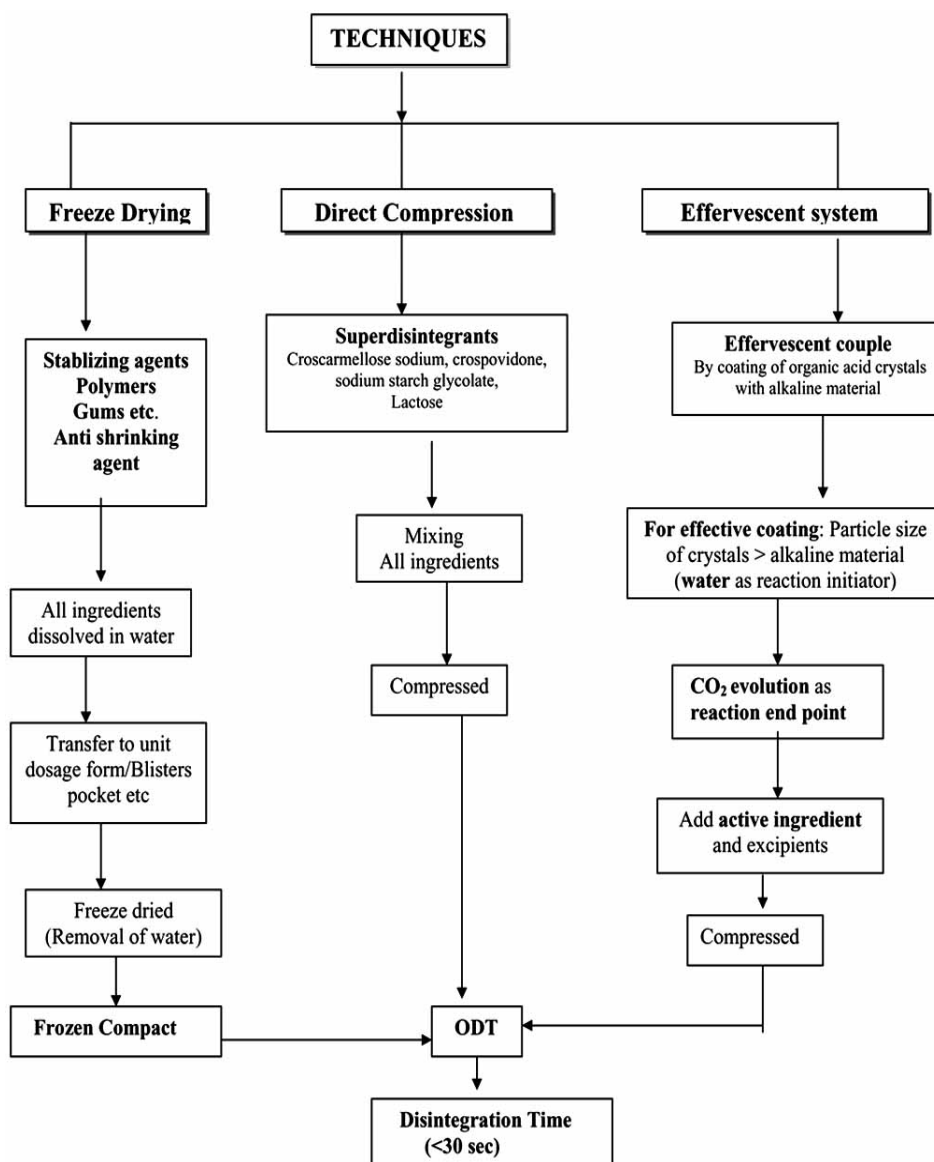 TECHNIQUES
Freeze Drying
Direct Compression
Effervescent system
Stablizing agents
Polymers
Gums etc.
Anti shrinking
agent
Superdisintegrants
Croscarmellose sodium, crospovidone,
sodium starch glycolate,
Lactose
Effervescent couple
By coating of organic acid crystals
with alkaline material
All ingredients
dissolved in water
Mixing
All ingredients
For effective coating: Particle size
of crystals > alkaline material
(water as reaction initiator)
Transfer to unit
dosage form/Blisters
pocket etc
Compressed
CO₂ evolution as
reaction end point
Freeze dried
(Removal of water)
Add active ingredient
and excipients
Compressed
Frozen Compact
ODT
Disintegration Time
(<30 sec)